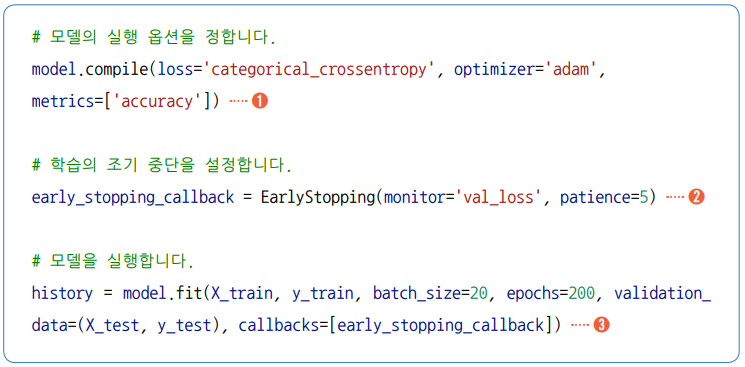 # 모델의 실행 옵션을 정합니다.
model.compile(loss='categorical_crossentropy', optimizer='adam',
metrics=['accuracy']) ····· ❶
# 학습의 조기 중단을 설정합니다.
early_stopping_callback = EarlyStopping(monitor='val_loss', patience=5) ····· ❷
# 모델을 실행합니다.
history = model.fit(X_train, y_train, batch_size=20, epochs=200, validation_
data=(X_test, y_test), callbacks=[early_stopping_callback]) ····· ❸